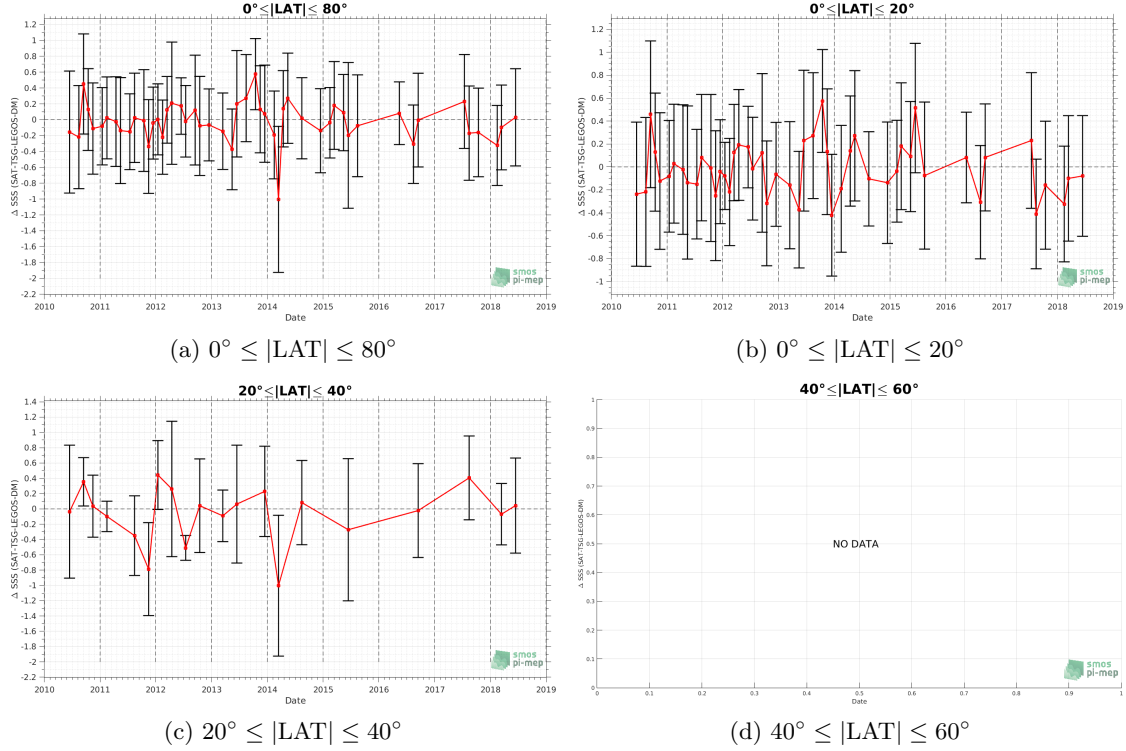 0°≤|LAT|≤ 80°
Δ SSS (SAT-TSG-LEGOS-DM)
1.2
1
0.8
0.6
0.4
0.2
0
-0.2
-0.4
-0.6
-0.8
-1
-1.2
-1.4
-1.6
-1.8
-2
-2.2
2010 2011 2012 2013 2014 2015 2016 2017 2018 2019
Date
smos
pi-mep
(a) 0° ≤ |LAT| ≤ 80°
0°≤|LAT|≤ 20°
Δ SSS (SAT-TSG-LEGOS-DM)
1.2
1
0.8
0.6
0.4
0.2
0
-0.2
-0.4
-0.6
-0.8
-1
2010 2011 2012 2013 2014 2015 2016 2017 2018 2019
Date
smos
pi-mep
(b) 0° ≤ |LAT| ≤ 20°
20°≤|LAT|≤ 40°
Δ SSS (SAT-TSG-LEGOS-DM)
1.4
1.2
1
0.8
0.6
0.4
0.2
0
-0.2
-0.4
-0.6
-0.8
-1
-1.2
-1.4
-1.6
-1.8
-2
-2.2
2010 2011 2012 2013 2014 2015 2016 2017 2018 2019
Date
smos
pi-mep
(c) 20° ≤ |LAT| ≤ 40°
40°≤|LAT|≤ 60°
Δ SSS (SAT-TSG-LEGOS-DM)
1
0.9
0.8
0.7
0.6
0.5
0.4
0.3
0.2
0.1
0
NO DATA
0 0.1 0.2 0.3 0.4 0.5 0.6 0.7 0.8 0.9 1
Date
smos
pi-mep
(d) 40° ≤ |LAT| ≤ 60°